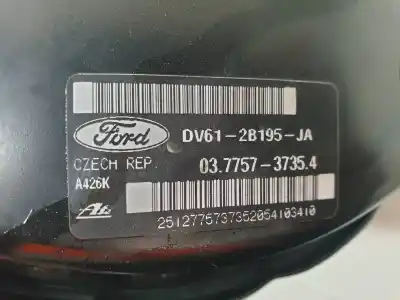 Ford DV61-2B195-JA
CZECH REP. 03.7757-3735.4
A426K
Ate
2512775737352054103410